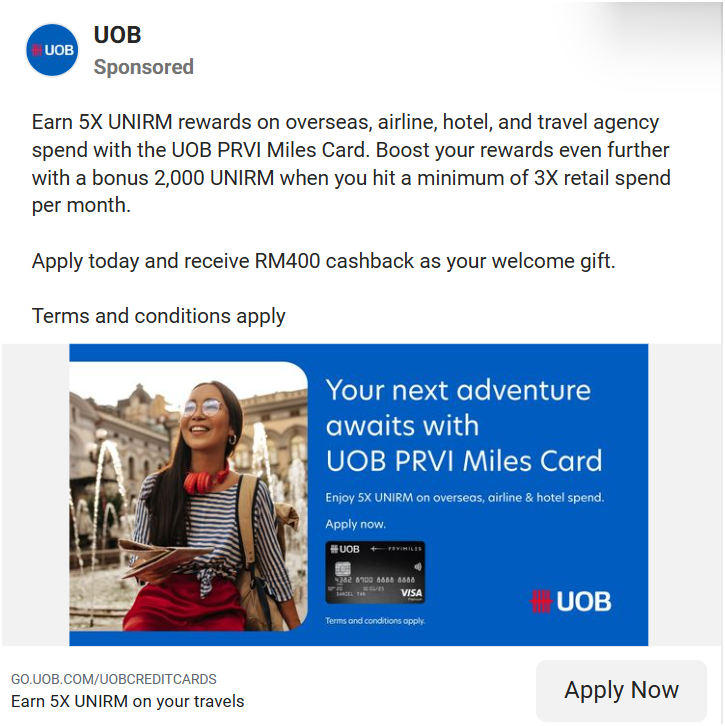 UOB
UOB
Sponsored
Earn 5X UNIRM rewards on overseas, airline, hotel, and travel agency
spend with the UOB PRVI Miles Card. Boost your rewards even further
with a bonus 2,000 UNIRM when you hit a minimum of 3X retail spend
per month.
Apply today and receive RM400 cashback as your welcome gift.
Terms and conditions apply
Your next adventure
awaits with
UOB PRVI Miles Card
Enjoy 5X UNIRM on overseas, airline & hotel spend.
Apply now.
UOB
PRVIMILES
4382 8700 8888 8888
DANIEL TAN
VISA
UOB
Terms and conditions apply.
GO.UOB.COM/UOBCREDITCARDS
Earn 5X UNIRM on your travels
Apply Now